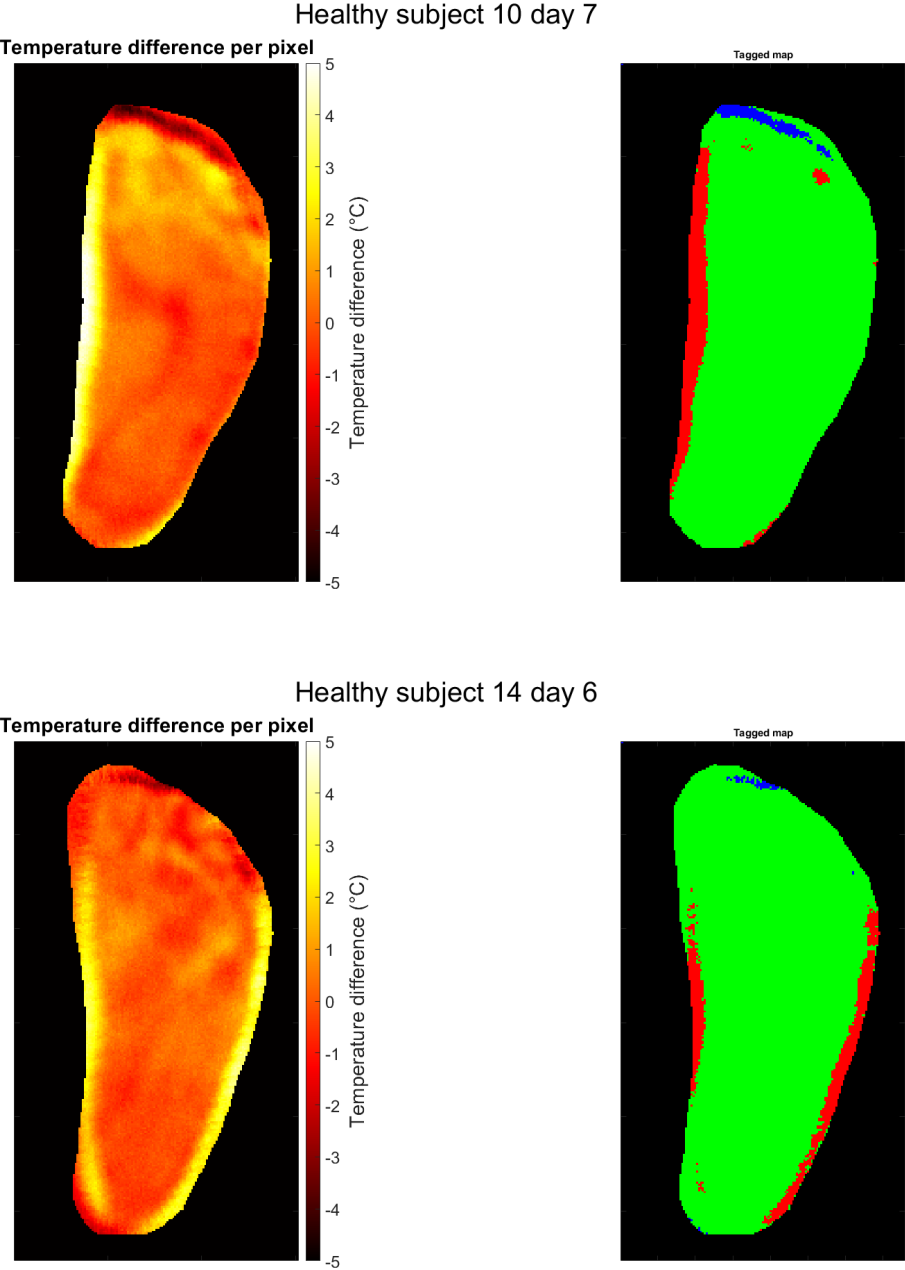 Healthy subject 10 day 7
Temperature difference per pixel
Tagged map
5
4
3
2
1
0
-1
-2
-3
-4
-5
Temperature difference (°C)
Healthy subject 14 day 6
Temperature difference per pixel
Tagged map
5
4
3
2
1
0
-1
-2
-3
-4
-5
Temperature difference (°C)